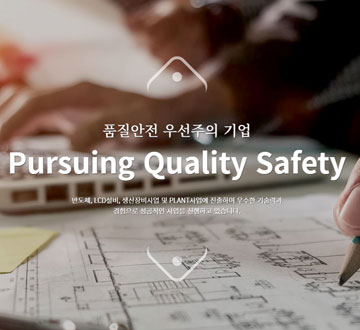 품질안전 우선주의 기업
Pursuing Quality Safety
반도체, LCD설비, 생산장비사업 및 PLANT사업에 진출하여 우수한 기술력과
경험으로 성공적인 사업을 진행하고 있습니다.